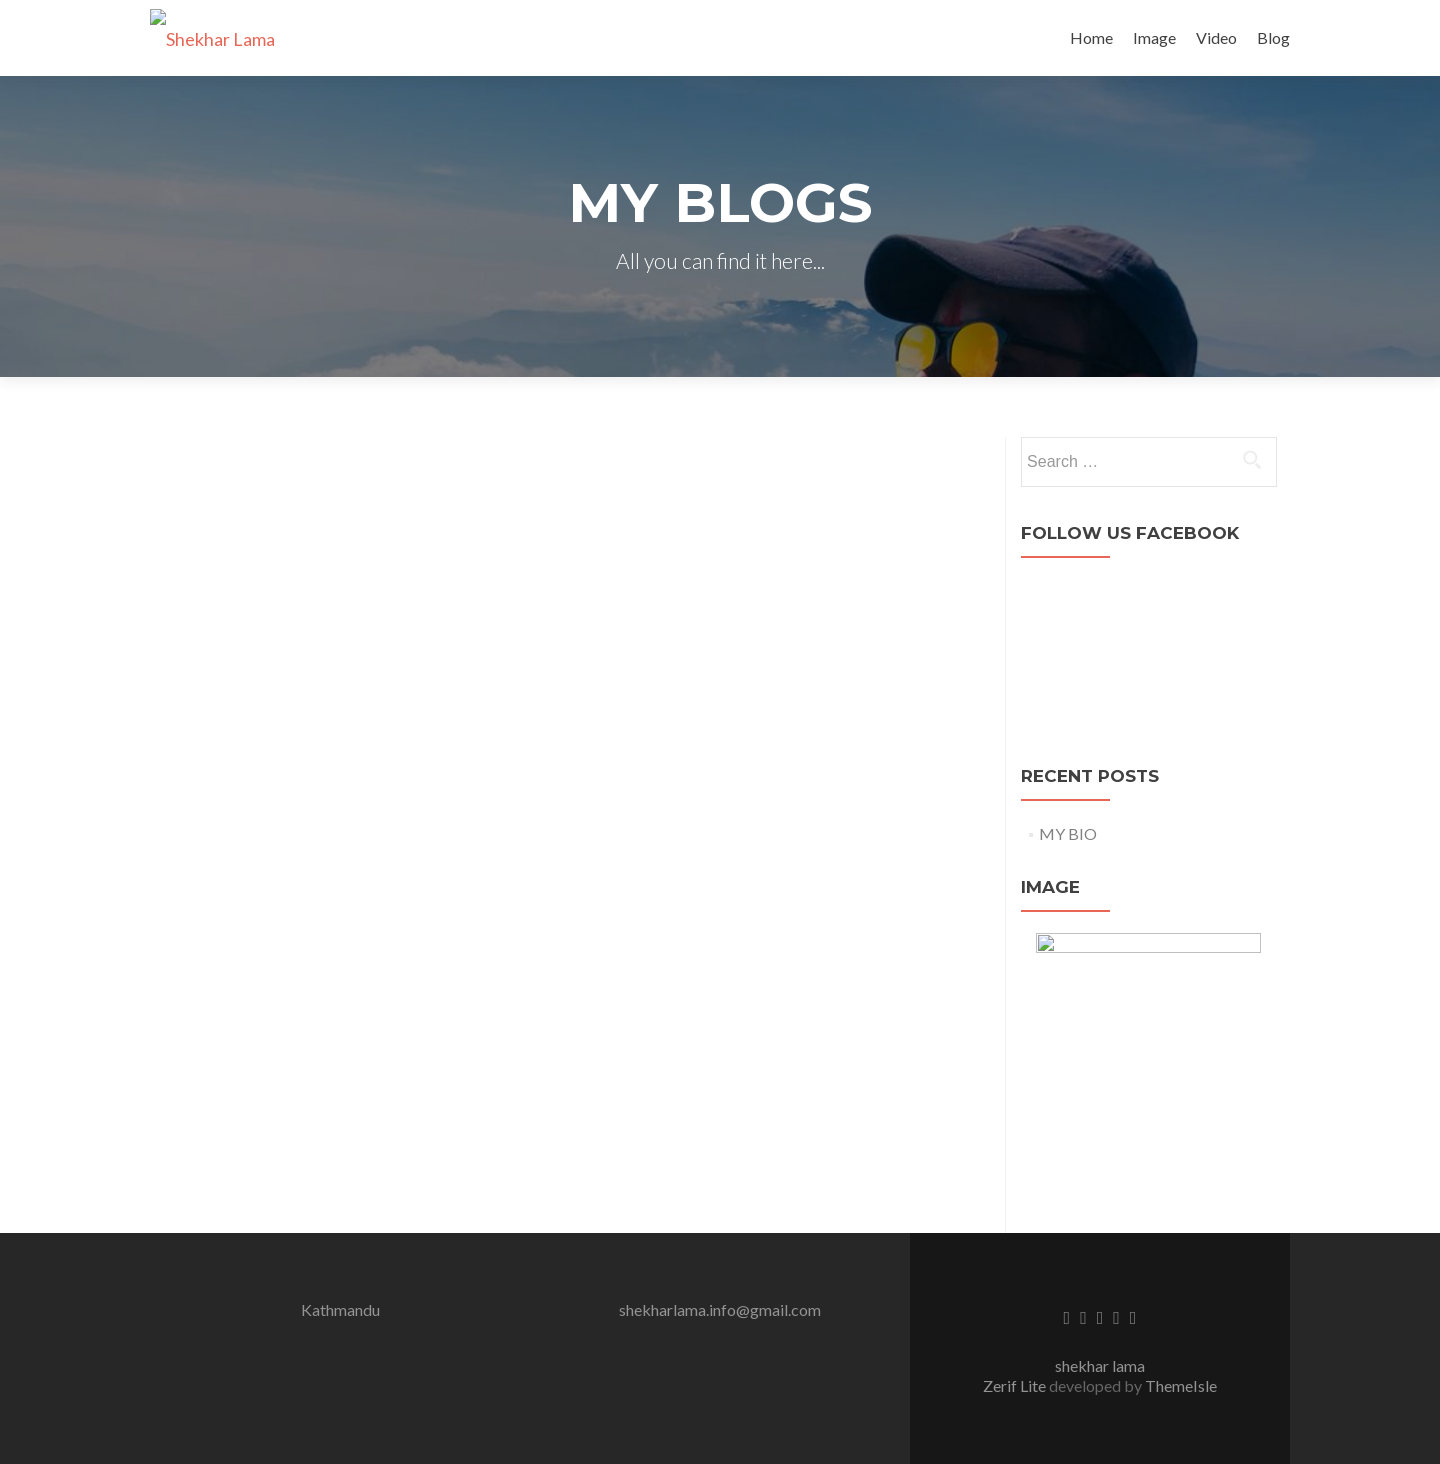 Shekhar Lama
Home Image Video Blog
MY BLOGS
All you can find it here...
Search …
FOLLOW US FACEBOOK
RECENT POSTS
MY BIO
IMAGE
Kathmandu
shekharlama.info@gmail.com
shekhar lama
Zerif Lite developed by ThemeIsle